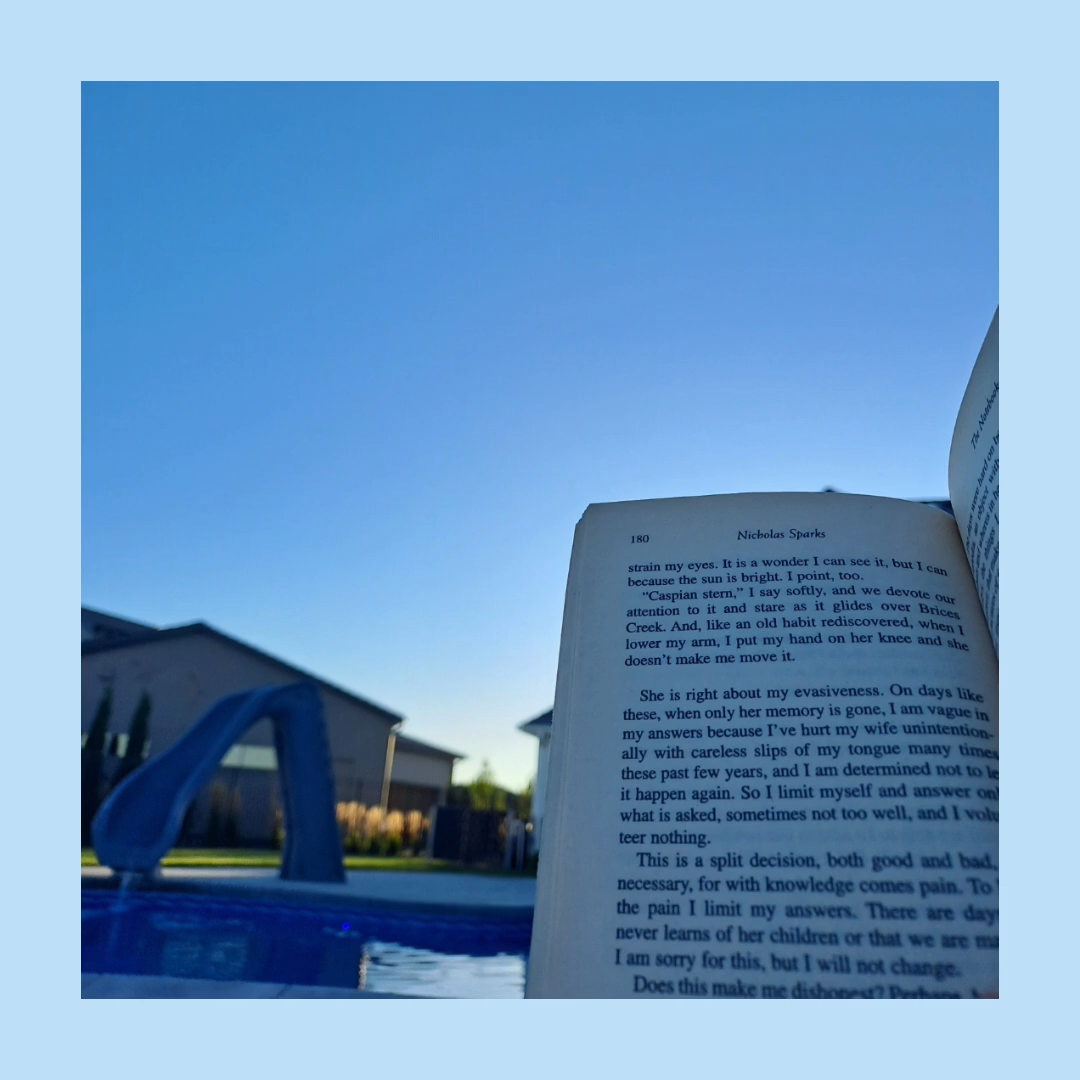 180 Nicholas Sparks
strain my eyes. It is a wonder I can see it, but I can
because the sun is bright. I point, too.
“Caspian stern,” I say softly, and we devote our
attention to it and stare as it glides over Brices
Creek. And, like an old habit rediscovered, when I
lower my arm, I put my hand on her knee and she
doesn’t make me move it.
She is right about my evasiveness. On days like
these, when only her memory is gone, I am vague in
my answers because I’ve hurt my wife unintention-
ally with careless slips of my tongue many times
these past few years, and I am determined not to
it happen again. So I limit myself and answer
what is asked, sometimes not too well, and I
teer nothing.
This is a split decision, both good and bad,
necessary, for with knowledge comes pain. To
the pain I limit my answers. There are
never learns of her children or that we are
I am sorry for this, but I will not change.
Does this make me dishonest? Perhaps,
The Notebook